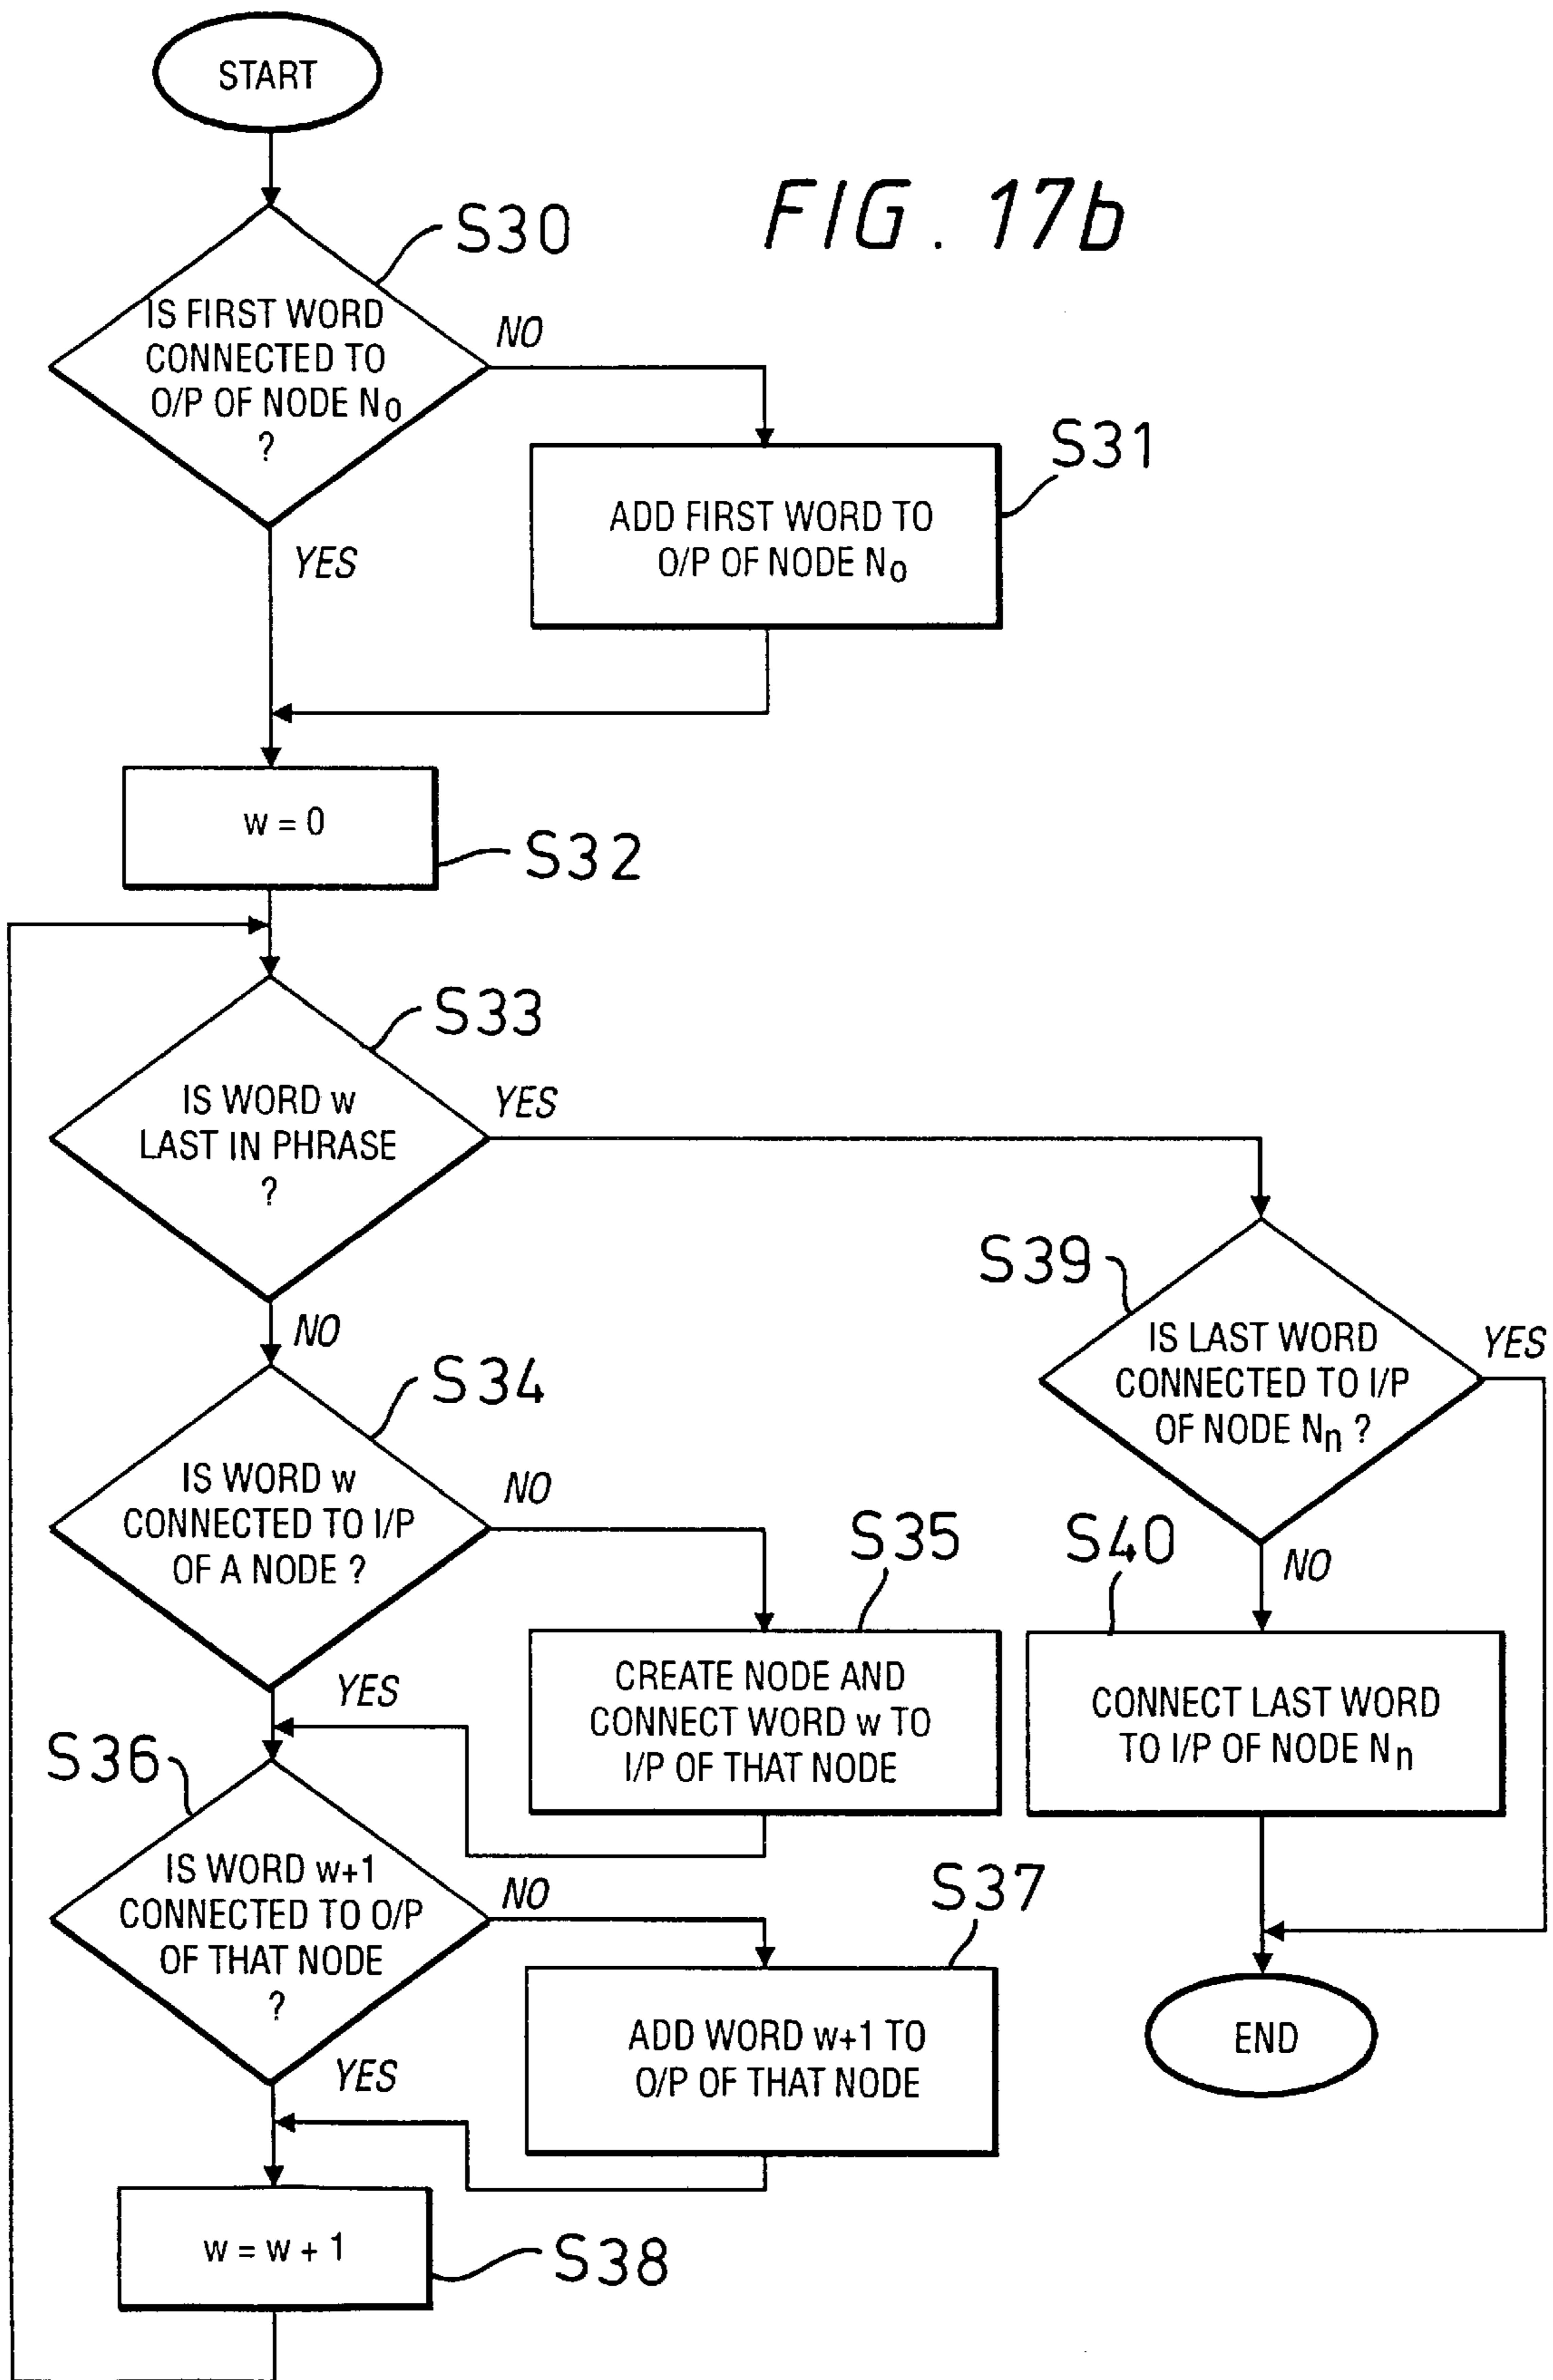 START
FIG. 17b
S30
IS FIRST WORD
CONNECTED TO
O/P OF NODE N₀
?
NO
YES
S31
ADD FIRST WORD TO
O/P OF NODE N₀
w = 0
S32
S33
IS WORD w
LAST IN PHRASE
?
YES
NO
S39
IS LAST WORD
CONNECTED TO I/P
OF NODE Nₙ ?
YES
NO
S34
IS WORD w
CONNECTED TO I/P
OF A NODE ?
NO
YES
S35
CREATE NODE AND
CONNECT WORD w TO
I/P OF THAT NODE
S40
CONNECT LAST WORD
TO I/P OF NODE Nₙ
S36
IS WORD w+1
CONNECTED TO O/P
OF THAT NODE
?
NO
YES
S37
ADD WORD w+1 TO
O/P OF THAT NODE
END
w = w + 1
S38